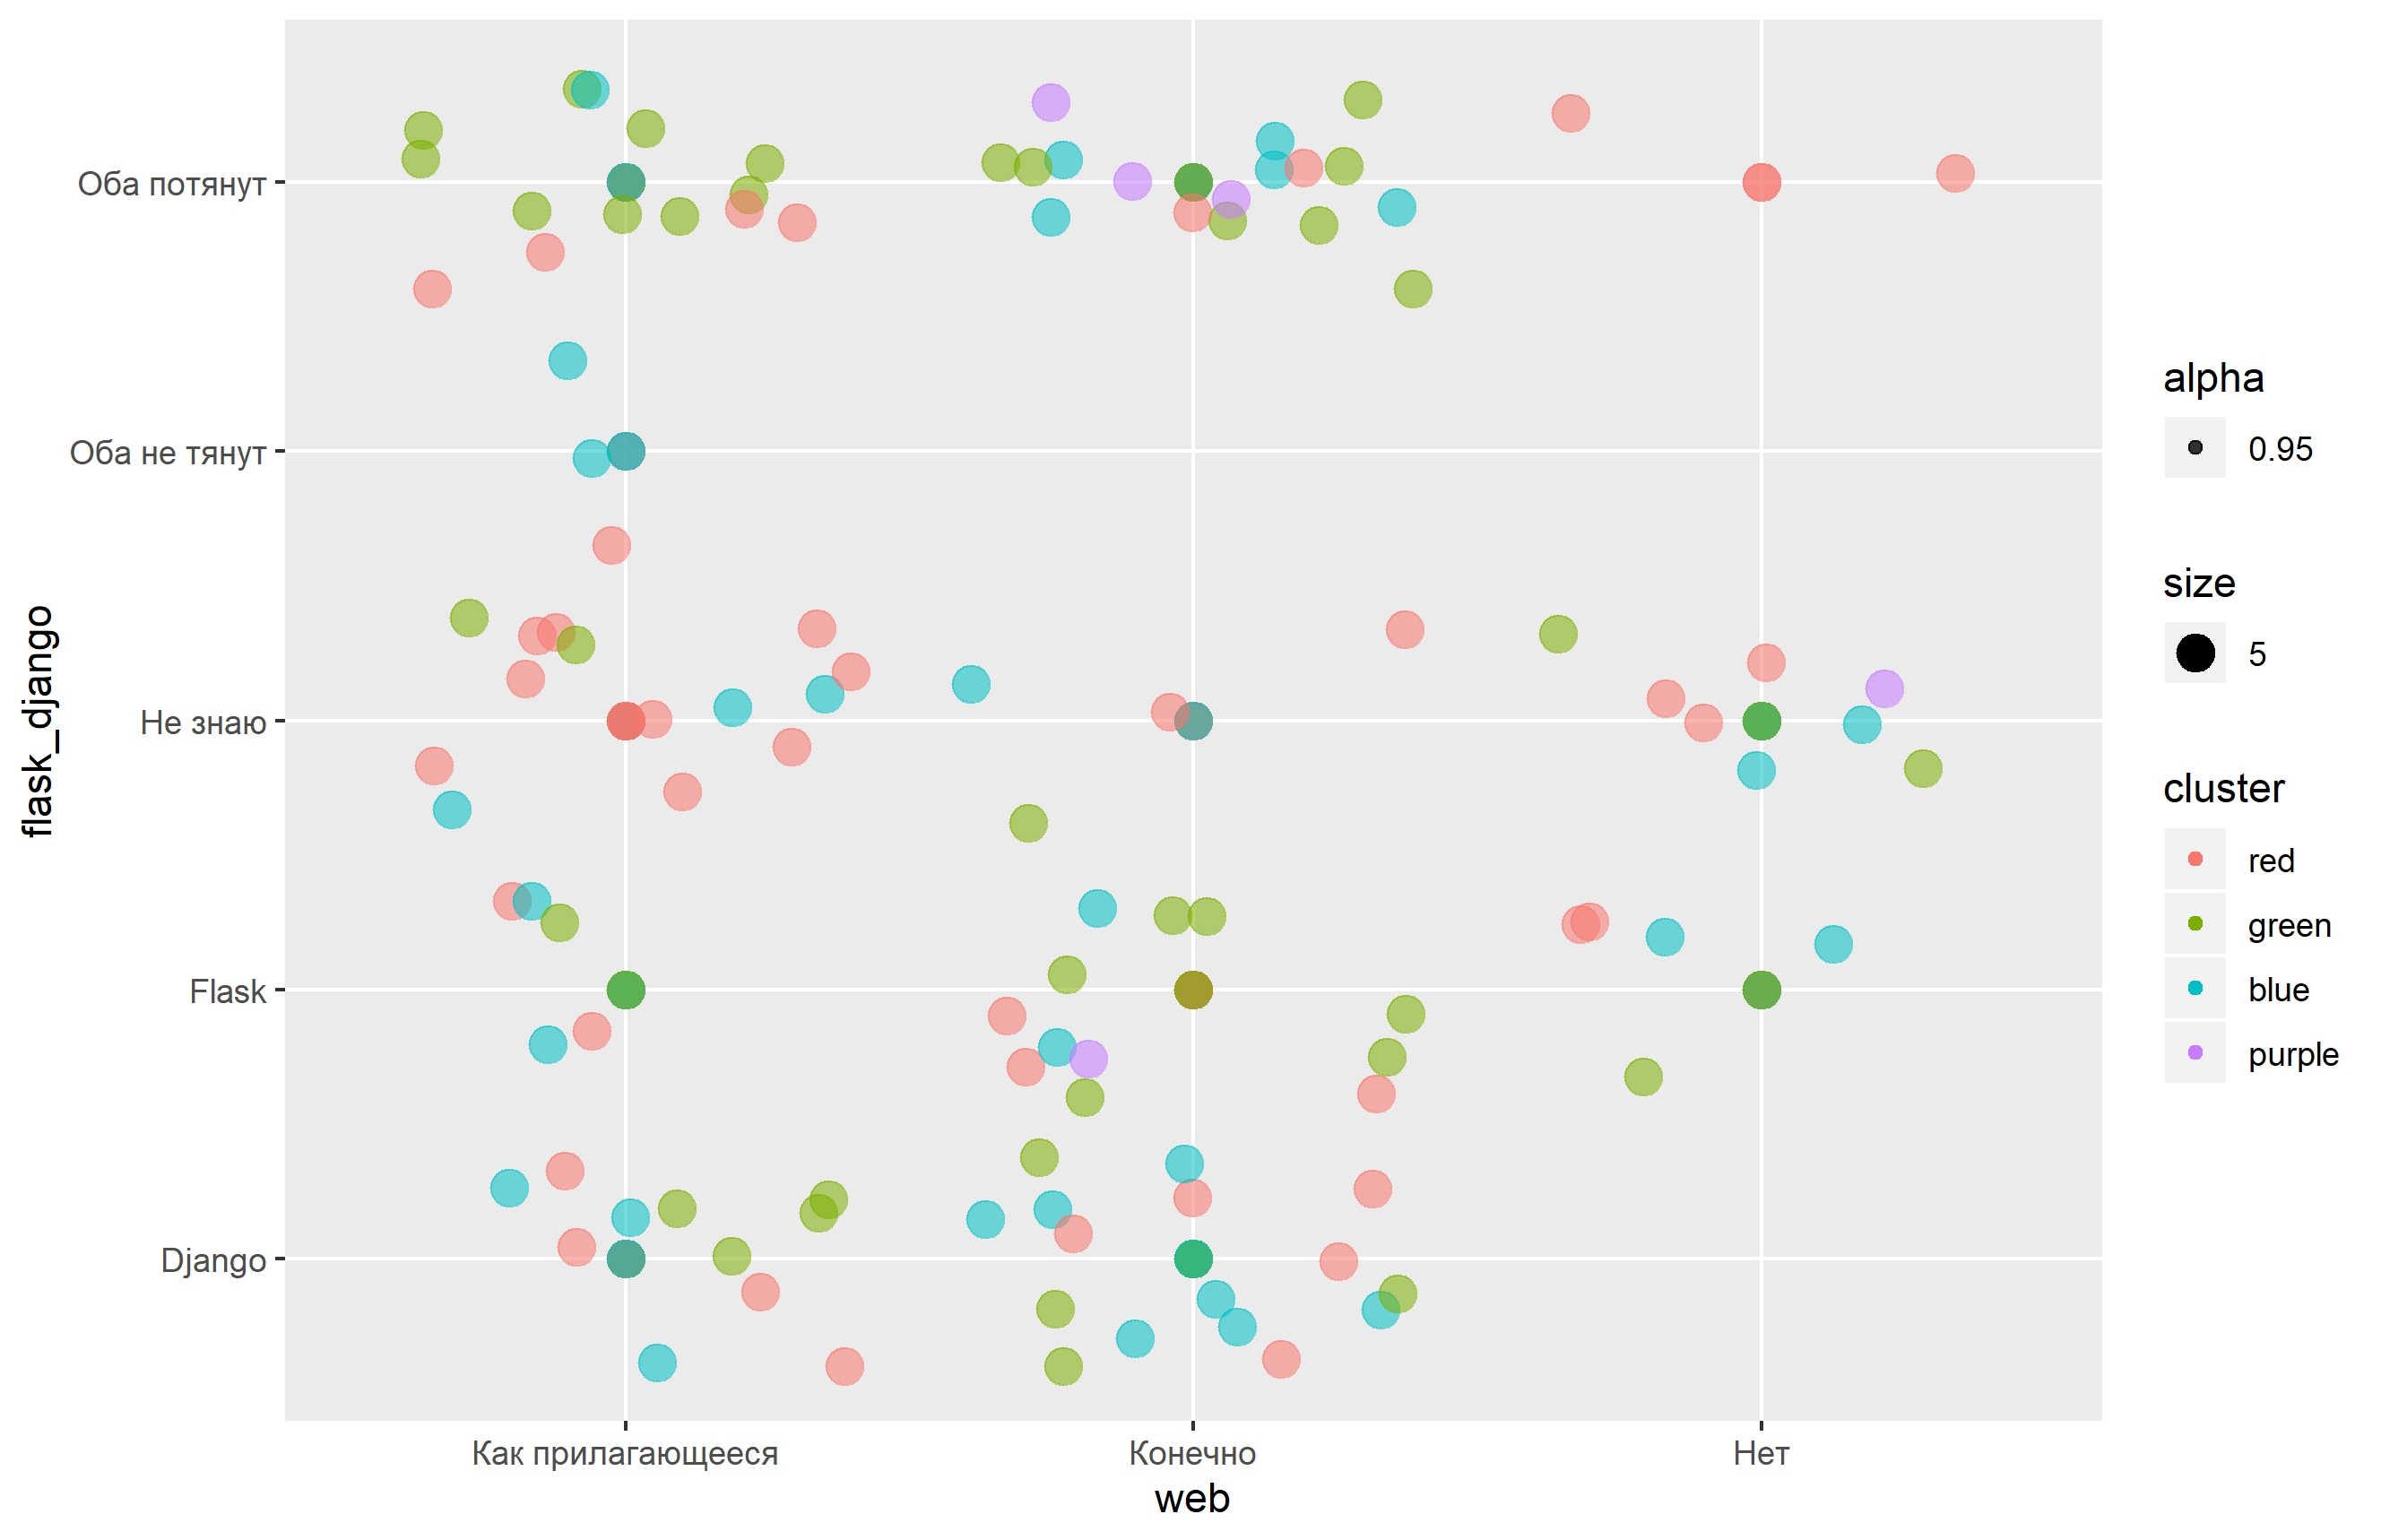 flask_django
Оба потянут
Оба не тянут
Не знаю
Flask
Django
Как прилагающееся
Конечно
Нет
web
alpha
0.95
size
5
cluster
red
green
blue
purple